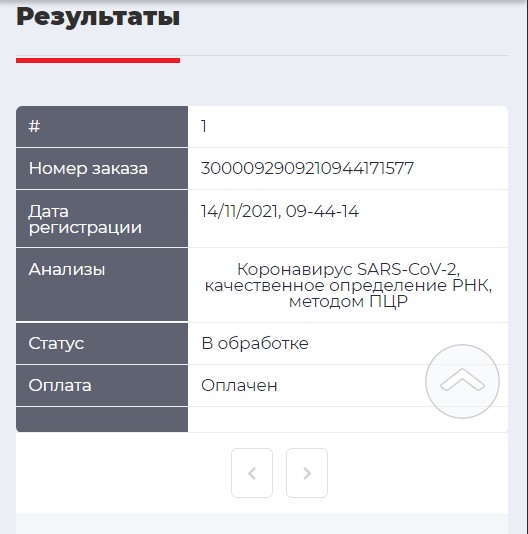 Результаты
# 1
Номер заказа 3000092909210944171577
Дата
регистрации 14/11/2021, 09-44-14
Анализы Коронавирус SARS-CoV-2,
качественное определение РНК,
методом ПЦР
Статус В обработке
Оплата Оплачен